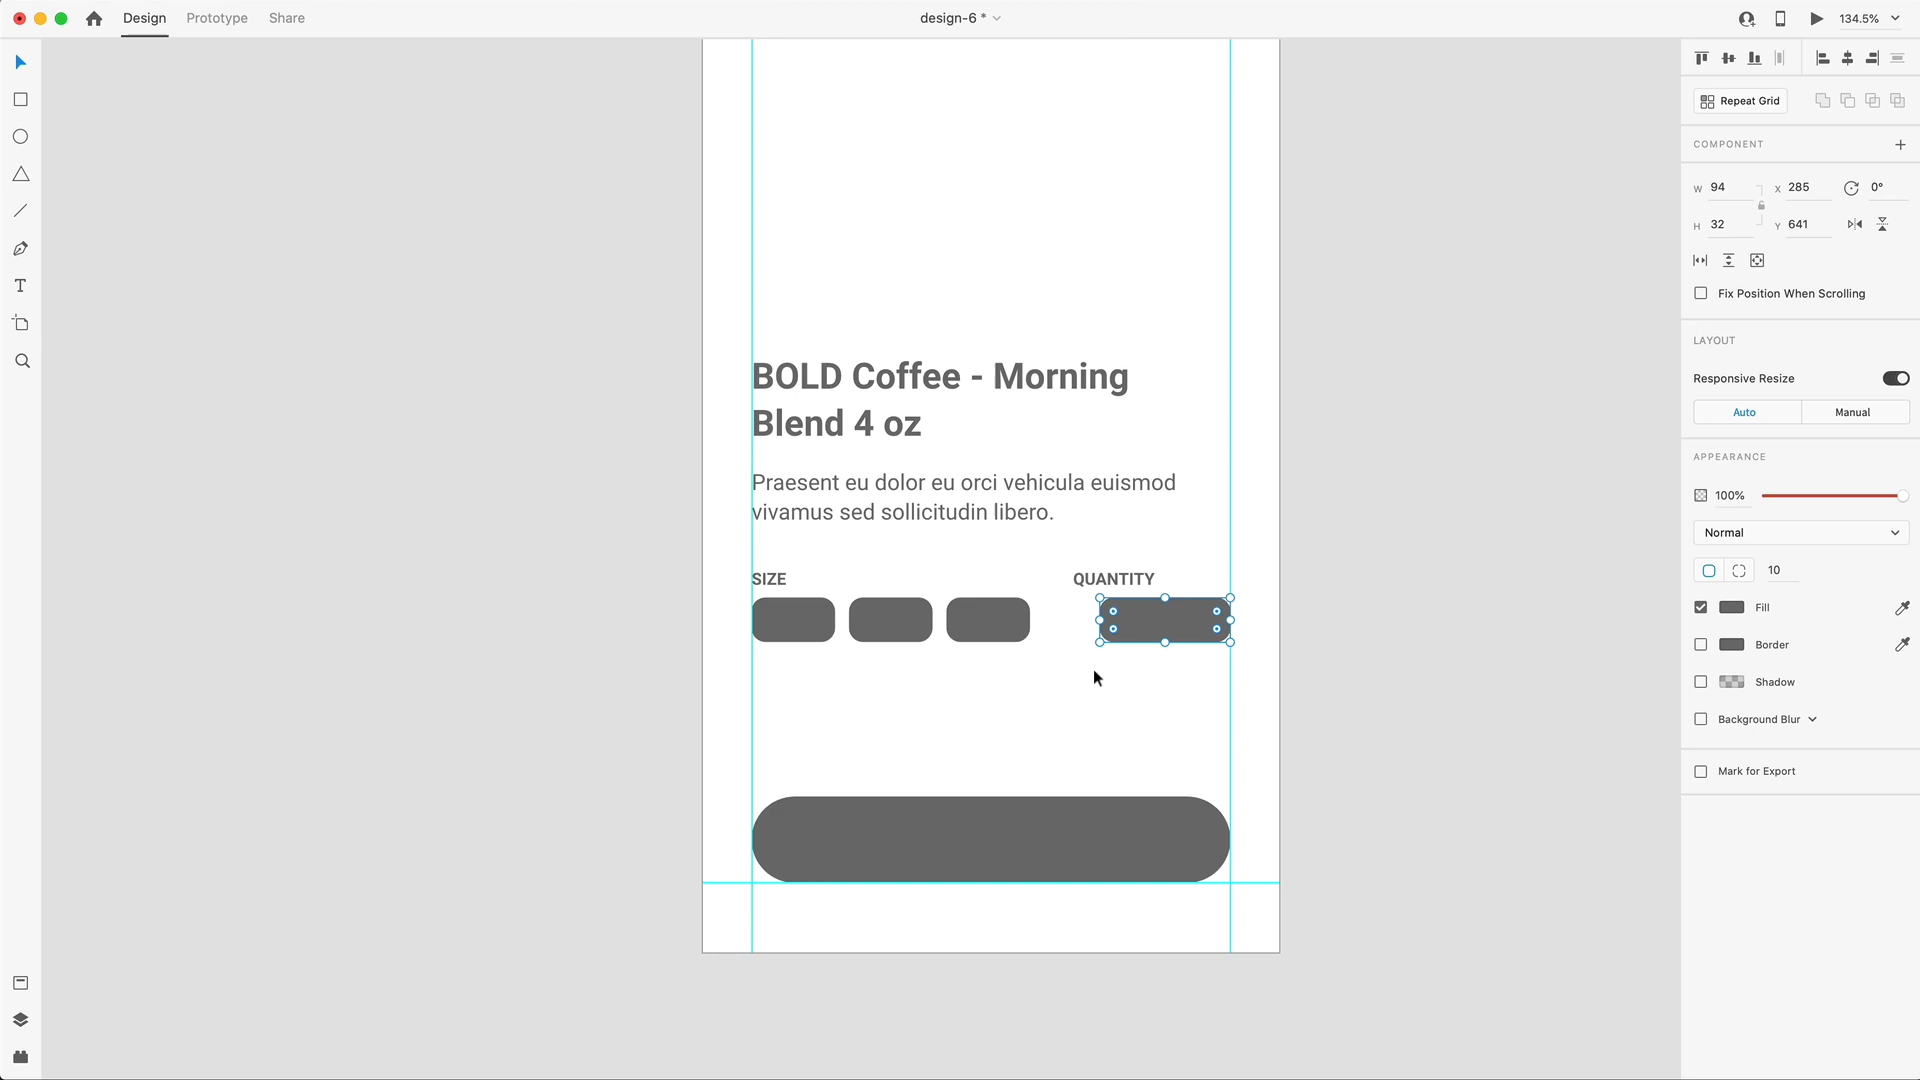 Design
Prototype
Share
design-6 *
134.5%
Repeat Grid
COMPONENT
W 94
X 285
0°
H 32
Y 641
Fix Position When Scrolling
LAYOUT
Responsive Resize
Auto
Manual
APPEARANCE
100%
Normal
10
Fill
Border
Shadow
Background Blur
Mark for Export
BOLD Coffee - Morning
Blend 4 oz
Praesent eu dolor eu orci vehicula euismod
vivamus sed sollicitudin libero.
SIZE
QUANTITY